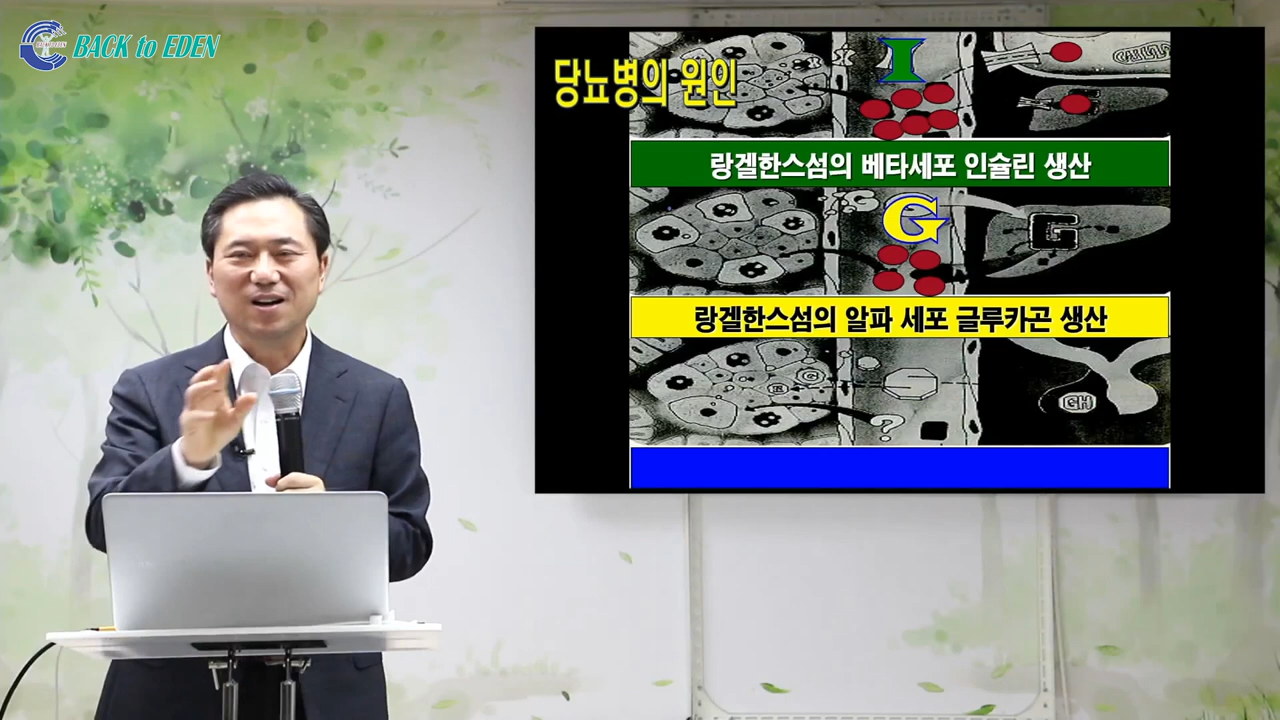 BACK to EDEN
당뇨병의 원인
I
랑겔한스섬의 베타세포 인슐린 생산
G
G
랑겔한스섬의 알파 세포 글루카곤 생산
G
?
GH